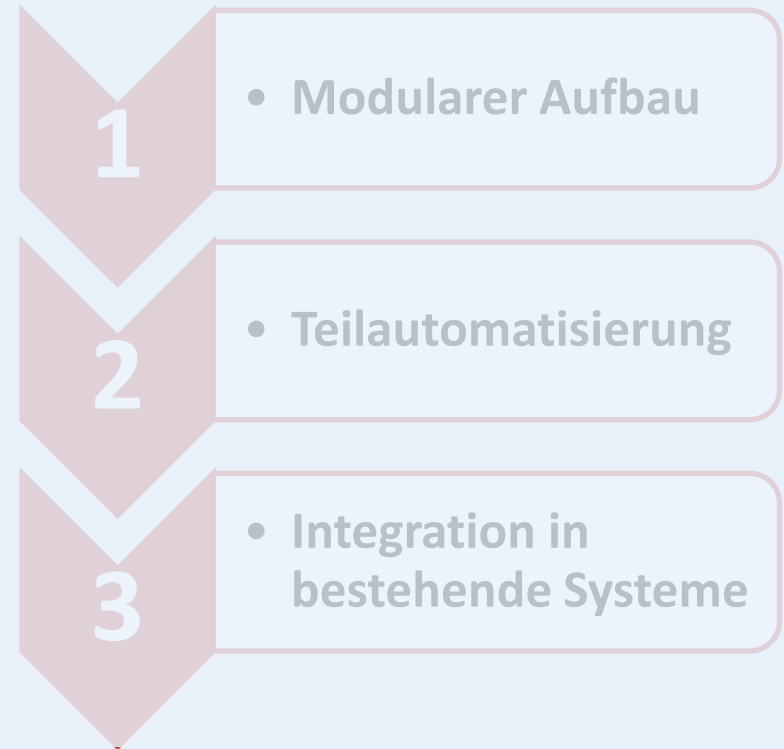 1
• Modularer Aufbau
2
• Teilautomatisierung
3
• Integration in
bestehende Systeme